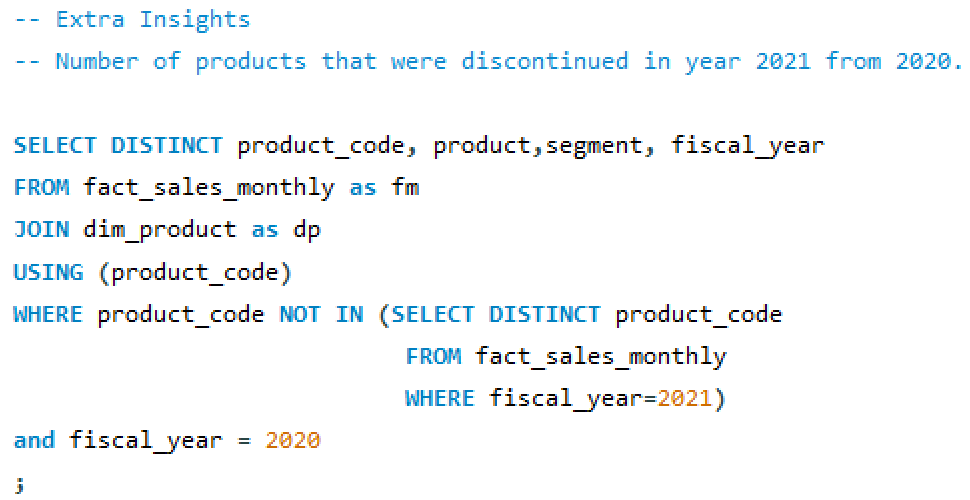 -- Extra Insights
-- Number of products that were discontinued in year 2021 from 2020.
SELECT DISTINCT product_code, product,segment, fiscal_year
FROM fact_sales_monthly as fm
JOIN dim_product as dp
USING (product_code)
WHERE product_code NOT IN (SELECT DISTINCT product_code
FROM fact_sales_monthly
WHERE fiscal_year=2021)
and fiscal_year = 2020
;